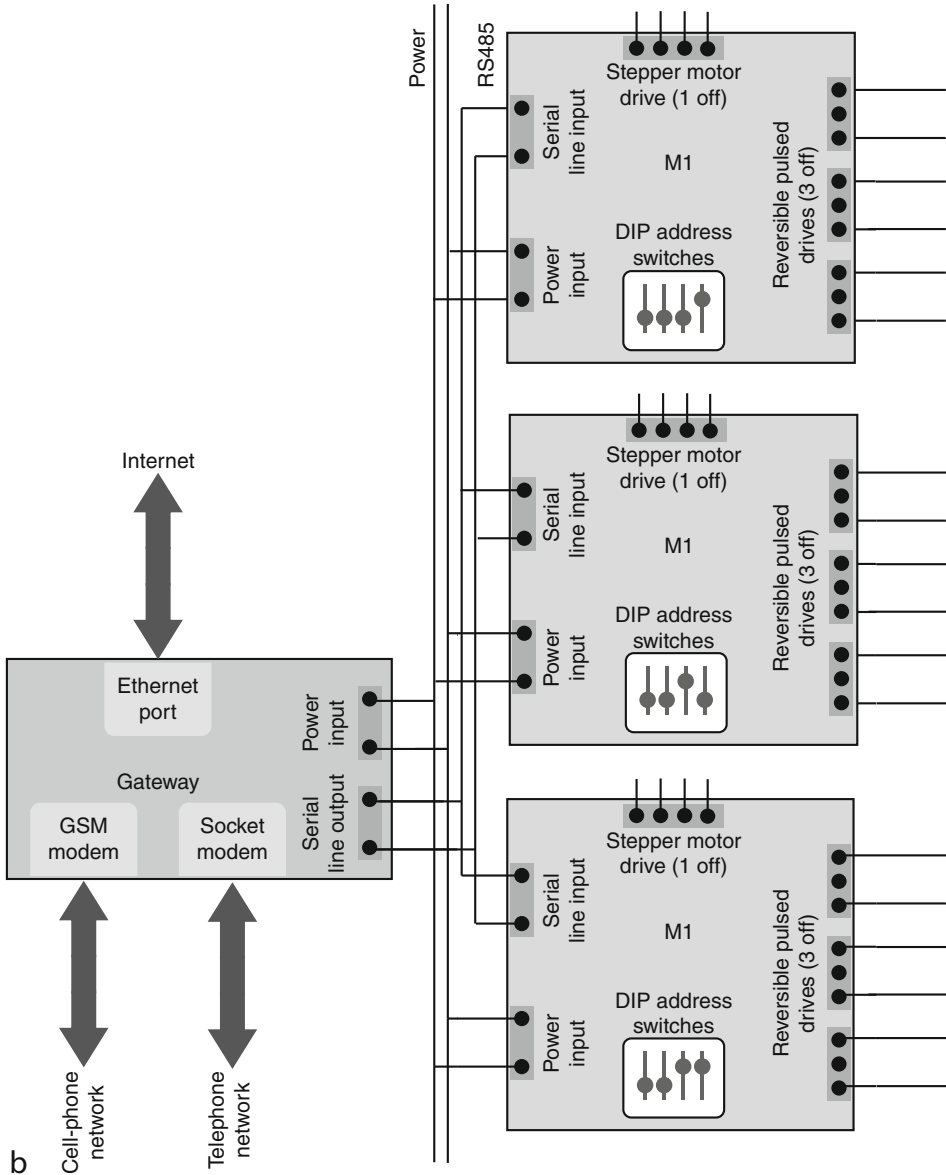 Power
RS485
Stepper motor
drive (1 off)
Serial
line input
M1
Reversible pulsed
drives (3 off)
DIP address
switches
Power
input
Stepper motor
drive (1 off)
Serial
line input
M1
Reversible pulsed
drives (3 off)
DIP address
switches
Power
input
Internet
Ethernet
port
Power
input
Gateway
GSM
modem
Socket
modem
Serial
line output
Stepper motor
drive (1 off)
Serial
line input
M1
Reversible pulsed
drives (3 off)
DIP address
switches
Power
input
Cell-phone
network
Telephone
network
b